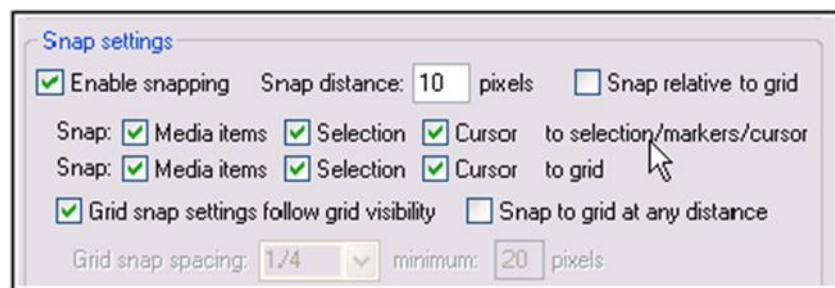 Snap settings
Enable snapping Snap distance: 10 pixels Snap relative to grid
Snap: Media items Selection Cursor to selection/markers/cursor
Snap: Media items Selection Cursor to grid
Grid snap settings follow grid visibility Snap to grid at any distance
Grid snap spacing: 1/4 minimum: 20 pixels